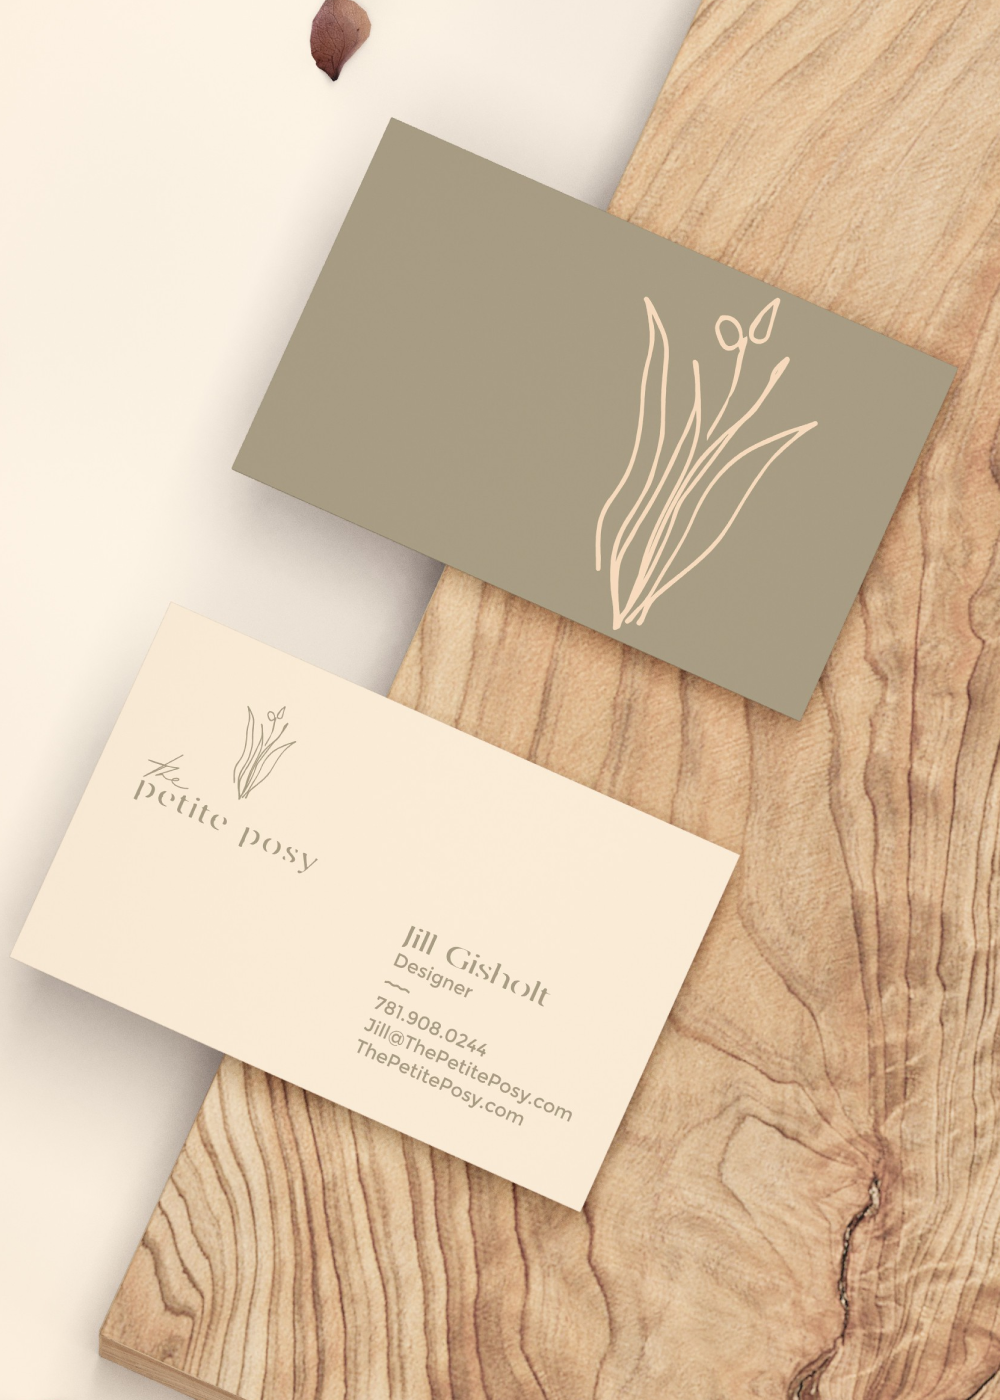 the
petite posy
Jill Gisholt
Designer
781.908.0244
Jill@ThePetitePosy.com
ThePetitePosy.com